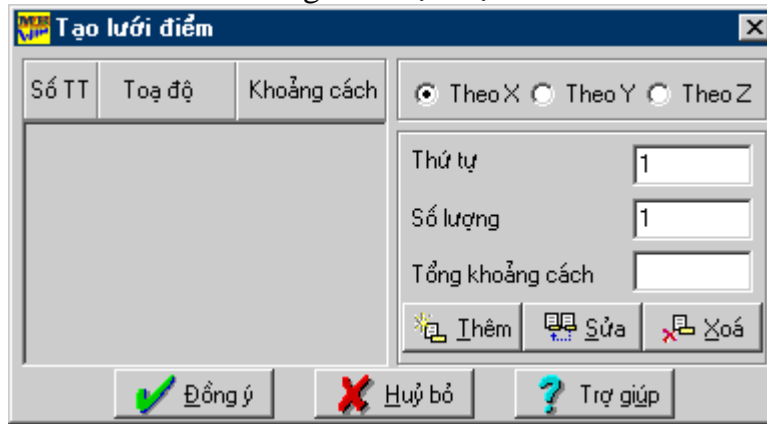 Tạo lưới điểm
Số TT Toạ độ Khoảng cách
Theo X Theo Y Theo Z
Thứ tự 1
Số lượng 1
Tổng khoảng cách
Thêm Sửa Xoá
Đồng ý Huỷ bỏ Trợ giúp